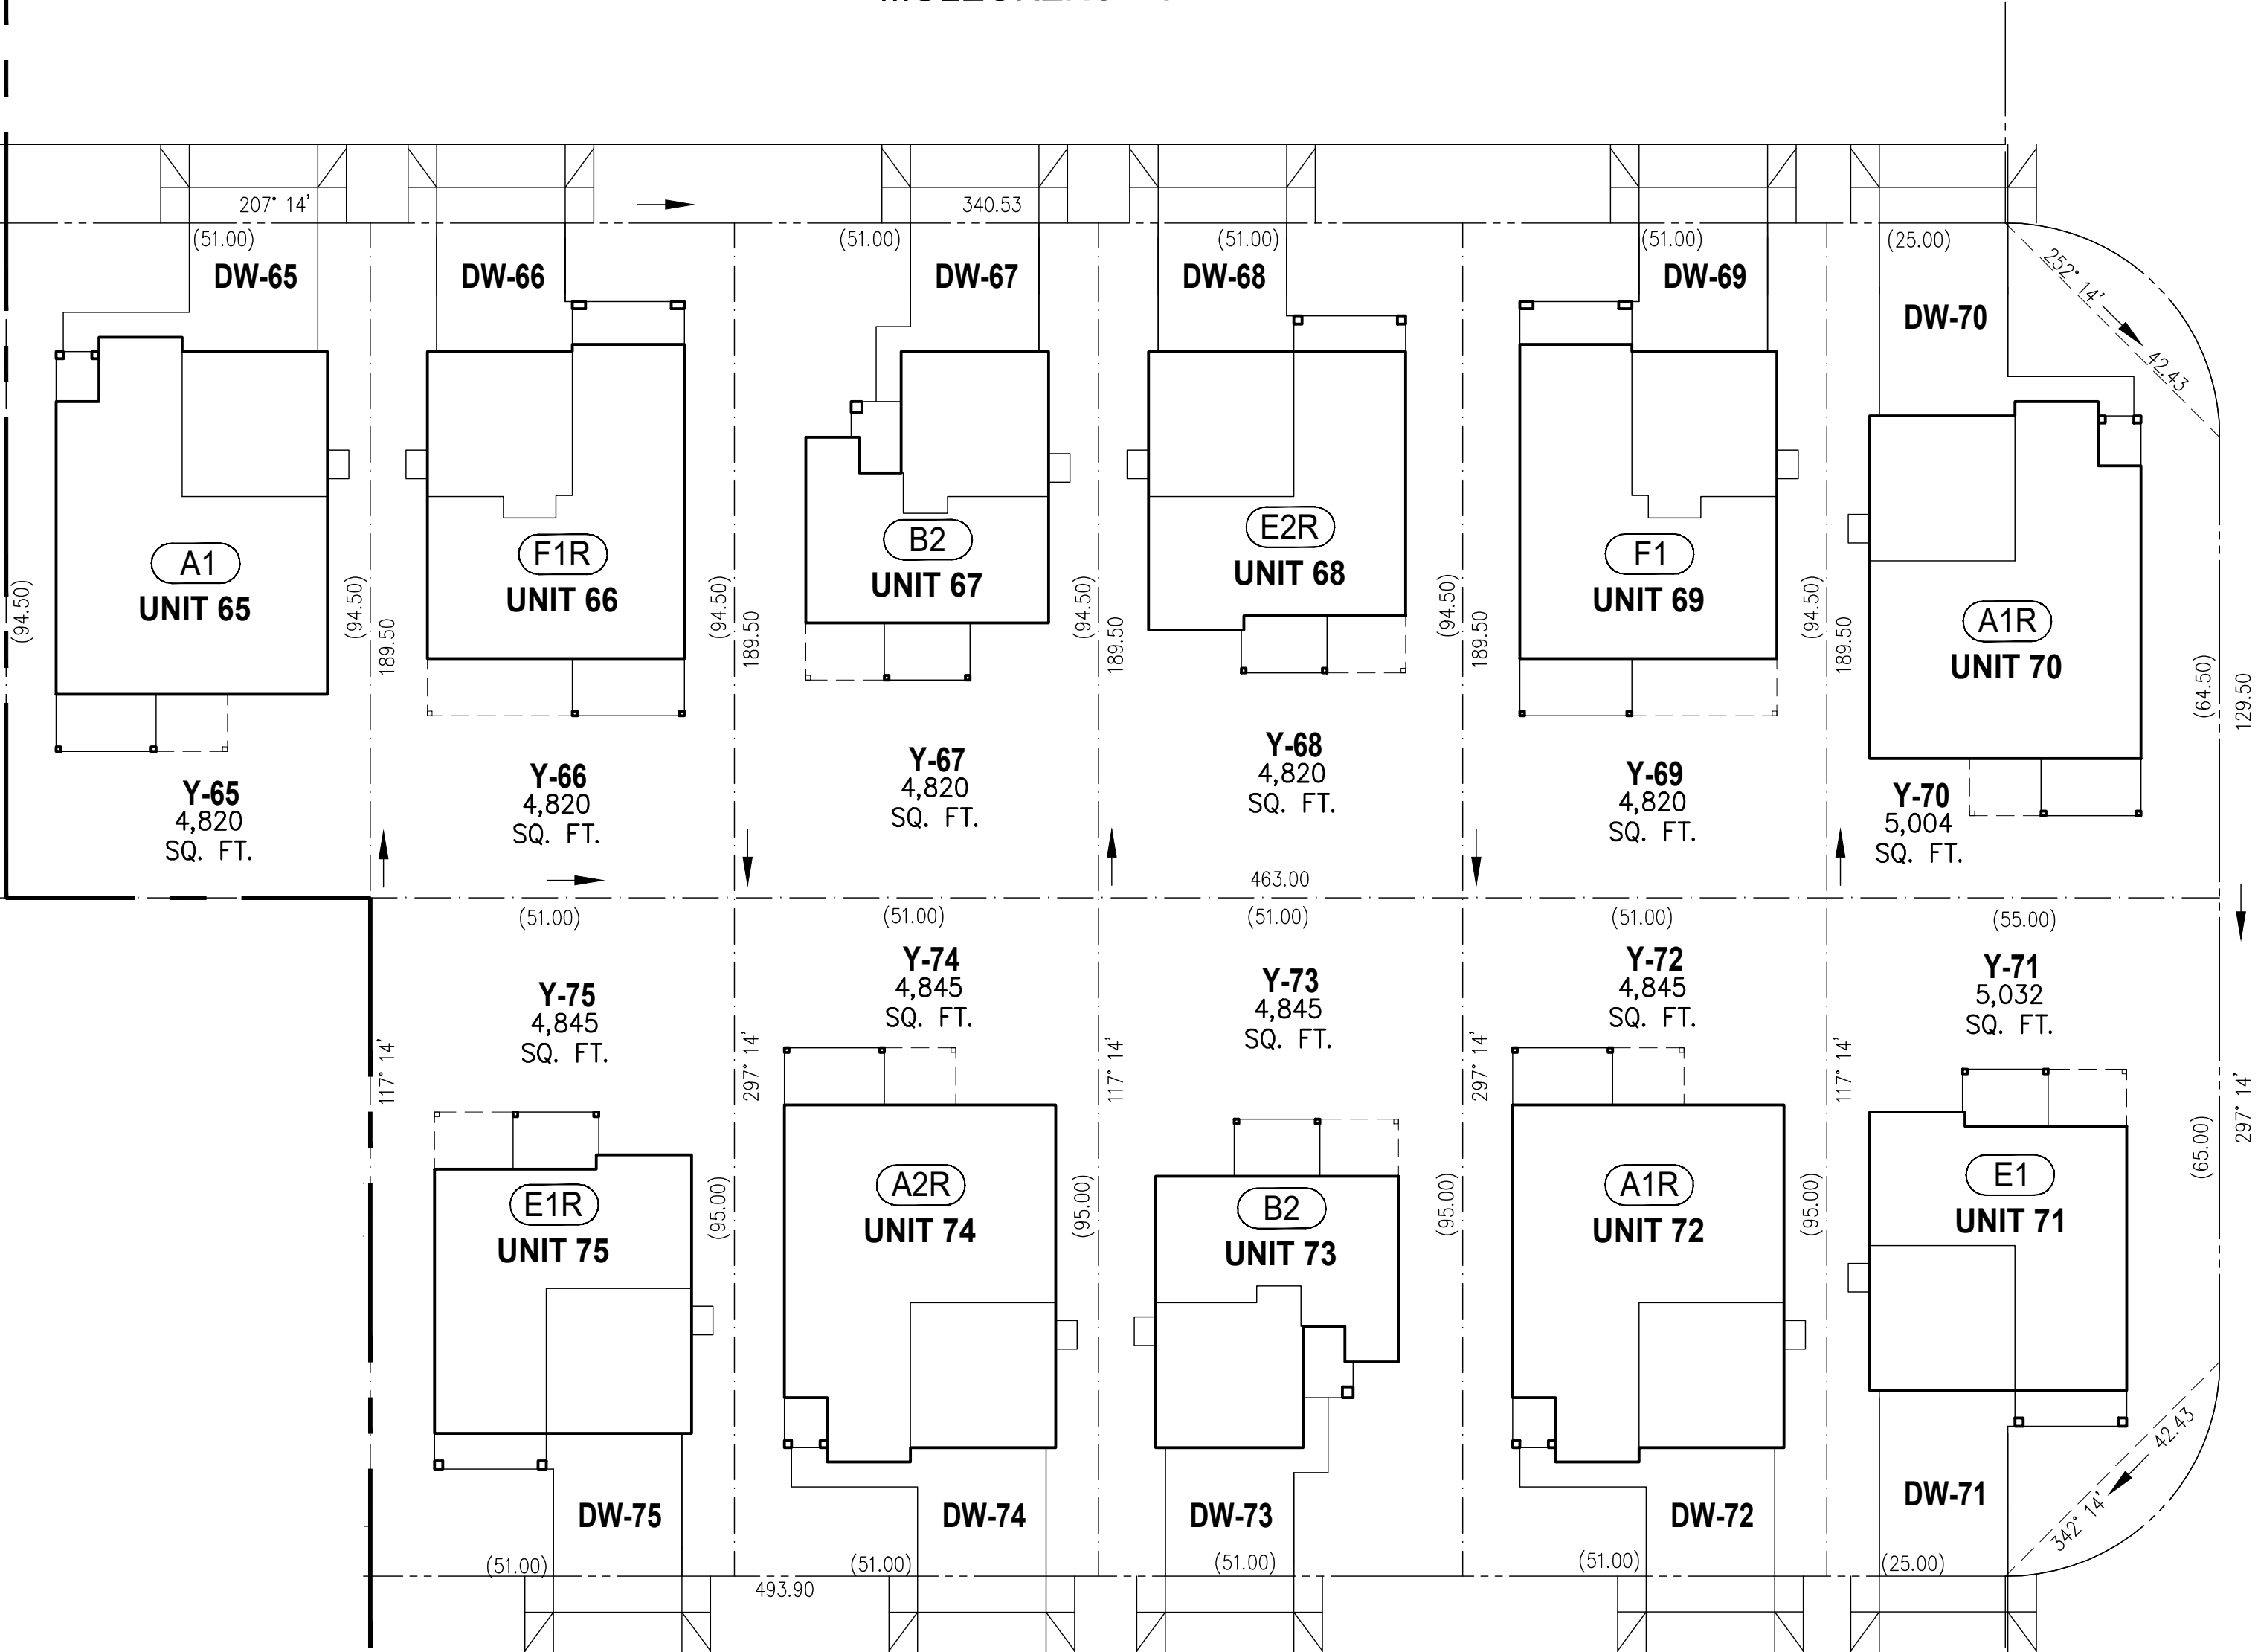 207° 14'
340.53
(51.00)
(51.00)
(51.00)
(51.00)
(25.00)
DW-65
DW-66
DW-67
DW-68
DW-69
DW-70
252° 14'
42.43
A1
UNIT 65
F1R
UNIT 66
B2
UNIT 67
E2R
UNIT 68
F1
UNIT 69
A1R
UNIT 70
(94.50)
(94.50)
189.50
(94.50)
189.50
(94.50)
189.50
(94.50)
189.50
(94.50)
189.50
(64.50)
129.50
Y-65
4,820
SQ. FT.
Y-66
4,820
SQ. FT.
Y-67
4,820
SQ. FT.
Y-68
4,820
SQ. FT.
Y-69
4,820
SQ. FT.
Y-70
5,004
SQ. FT.
463.00
(51.00)
(51.00)
(51.00)
(51.00)
(55.00)
Y-75
4,845
SQ. FT.
Y-74
4,845
SQ. FT.
Y-73
4,845
SQ. FT.
Y-72
4,845
SQ. FT.
Y-71
5,032
SQ. FT.
117° 14'
297° 14'
117° 14'
297° 14'
117° 14'
297° 14'
E1R
UNIT 75
A2R
UNIT 74
B2
UNIT 73
A1R
UNIT 72
E1
UNIT 71
(95.00)
(95.00)
(95.00)
(95.00)
(65.00)
42.43
342° 14'
DW-75
DW-74
DW-73
DW-72
DW-71
(51.00)
(51.00)
(51.00)
(51.00)
(25.00)
493.90